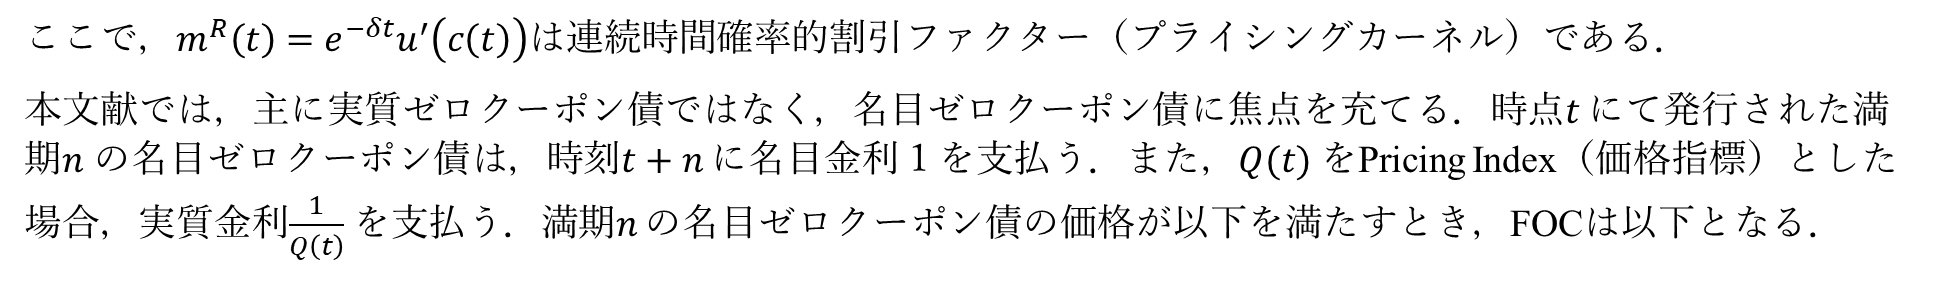 ここで，m^R(t) = e^{−δt}u′(c(t))は連続時間確率的割引ファクター（プライシングカーネル）である．
本文献では，主に実質ゼロクーポン債ではなく，名目ゼロクーポン債に焦点を充てる．時点t にて発行された満
期n の名目ゼロクーポン債は，時刻t + n に名目金利 1 を支払う．また，Q(t) をPricing Index（価格指標）とした
場合，実質金利\frac{1}{Q(t)} を支払う．満期n の名目ゼロクーポン債の価格が以下を満たすとき，FOCは以下となる．